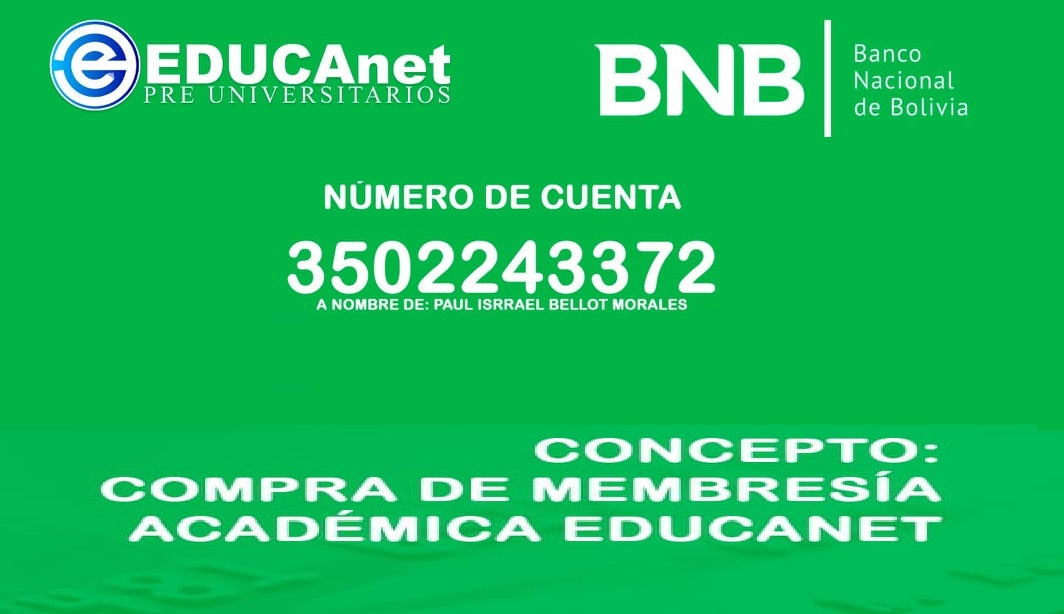 EDUCAnet
PRE UNIVERSITARIOS
BNB
Banco
Nacional
de Bolivia
NÚMERO DE CUENTA
3502243372
A NOMBRE DE: PAUL ISRRAEL BELLOT MORALES
CONCEPTO:
COMPRA DE MEMBRESÍA
ACADÉMICA EDUCANET